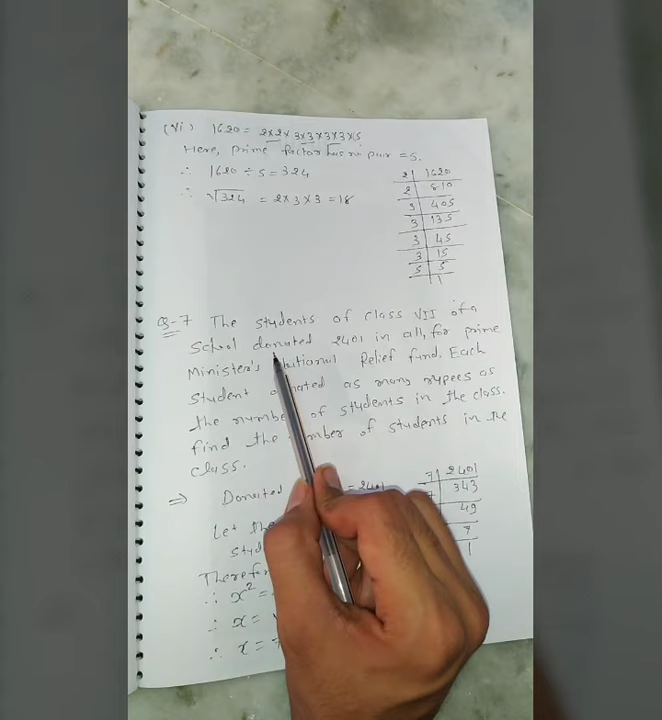 (vi) 1620 = 2×2×3×3×3×3×5
Here, prime factor has no pair = 5.
∴ 1620 ÷ 5 = 324
∴ √324 = 2×3×3 = 18
2 | 1620
2 | 810
3 | 405
3 | 135
3 | 45
3 | 15
5 | 5
1
Q-7 The students of class VII of a
School donated 2401 in all, for prime
Minister's Relief fund. Each
student as many rupees as
the number of students in the class.
find the of students in the
class.
⇒ Donated = 2401
Let the
x² =
∴ x =
∴ x = 7
7 | 2401
343
49
7
1